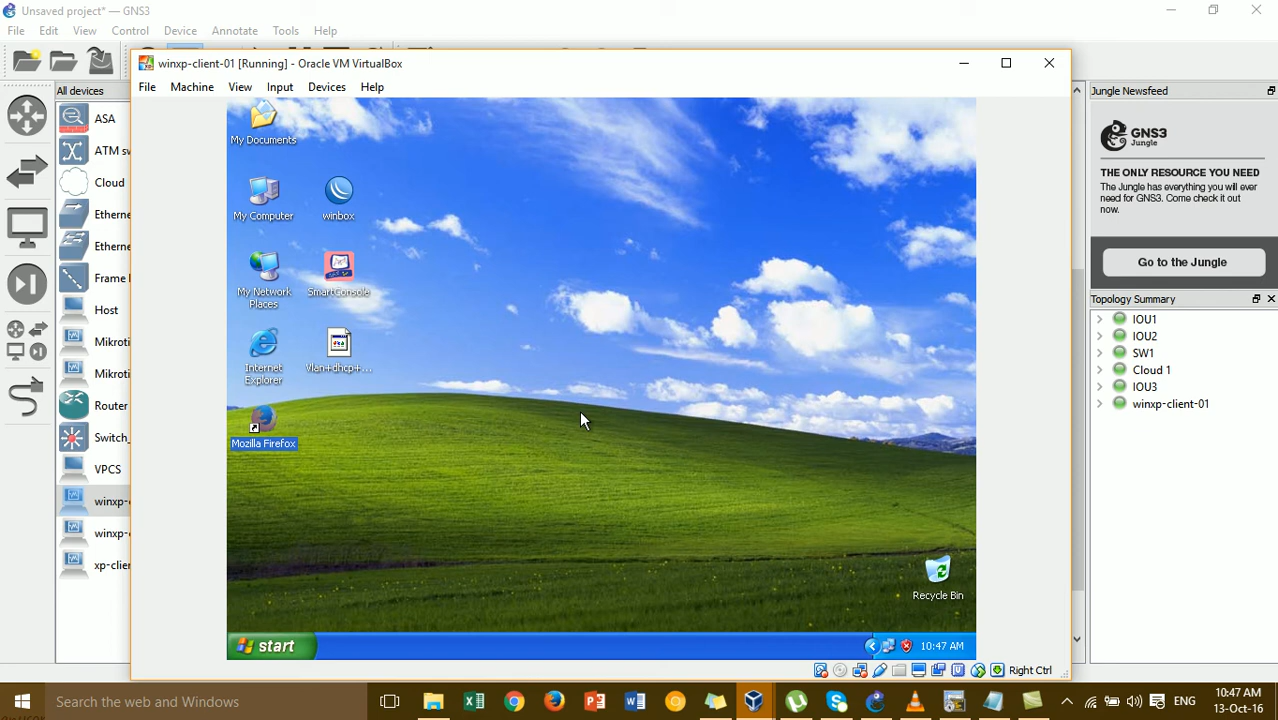 Unsaved project* — GNS3
File Edit View Control Device Annotate Tools Help
winxp-client-01 [Running] - Oracle VM VirtualBox
File Machine View Input Devices Help
All devices
ASA
ATM sw
Cloud
Ethernet
Ethernet
Frame
Host
Mikroti
Mikroti
Router
Switch_
VPCS
winxp-c
winxp-c
xp-clien
My Documents
My Computer
winbox
My Network
Places
SmartConsole
Internet
Explorer
Vlan+dhcp+...
Mozilla Firefox
Recycle Bin
start
10:47 AM
Right Ctrl
Jungle Newsfeed
GNS3
Jungle
THE ONLY RESOURCE YOU NEED
The Jungle has everything you will ever
need for GNS3. Come check it out
now.
Go to the Jungle
Topology Summary
IOU1
IOU2
SW1
Cloud 1
IOU3
winxp-client-01
Search the web and Windows
ENG
10:47 AM
13-Oct-16